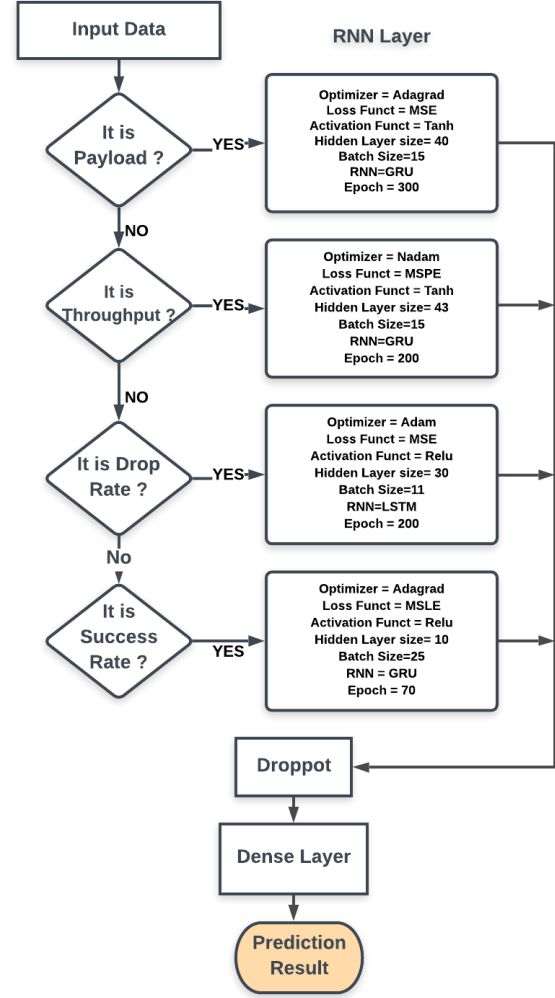 Input Data
RNN Layer
It is
Payload ?
YES
Optimizer = Adagrad
Loss Funct = MSE
Activation Funct = Tanh
Hidden Layer size= 40
Batch Size=15
RNN=GRU
Epoch = 300
NO
It is
Throughput ?
YES
Optimizer = Nadam
Loss Funct = MSPE
Activation Funct = Tanh
Hidden Layer size= 43
Batch Size=15
RNN=GRU
Epoch = 200
NO
It is Drop
Rate ?
YES
Optimizer = Adam
Loss Funct = MSE
Activation Funct = Relu
Hidden Layer size= 30
Batch Size=11
RNN=LSTM
Epoch = 200
No
It is
Success
Rate ?
YES
Optimizer = Adagrad
Loss Funct = MSLE
Activation Funct = Relu
Hidden Layer size= 10
Batch Size=25
RNN = GRU
Epoch = 70
Droppot
Dense Layer
Prediction
Result